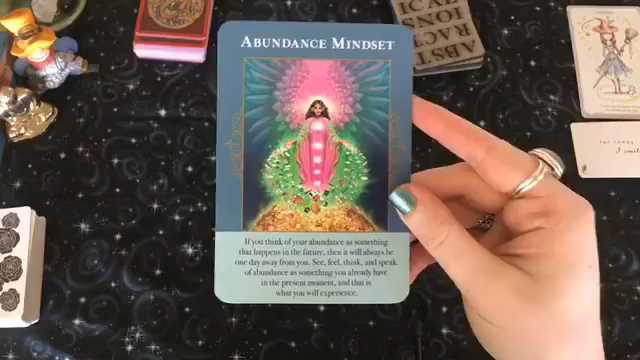 ABUNDANCE MINDSET
If you think of your abundance as something
that happens in the future, then it will always be
one day away from you. See, feel, think, and speak
of abundance as something you already have
in the present moment, and that is
what you will experience.